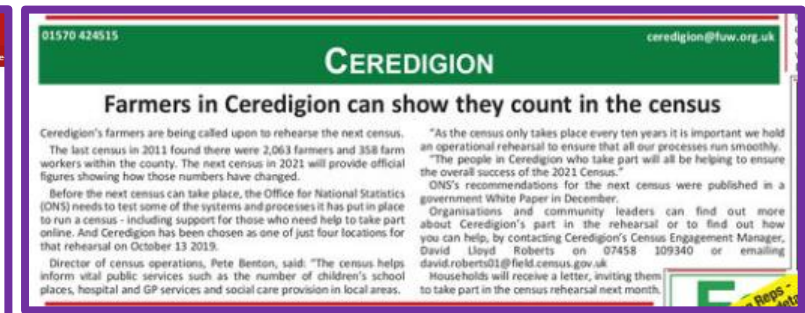 01570 424515
ceredigion@fuw.org.uk
CEREDIGION
Farmers in Ceredigion can show they count in the census
Ceredigion's farmers are being called upon to rehearse the next census.
The last census in 2011 found there were 2,063 farmers and 358 farm
workers within the county. The next census in 2021 will provide official
figures showing how those numbers have changed.
Before the next census can take place, the Office for National Statistics
(ONS) needs to test some of the systems and processes it has put in place
to run a census - including support for those who need help to take part
online. And Ceredigion has been chosen as one of just four locations for
that rehearsal on October 13 2019.
Director of census operations, Pete Benton, said: "The census helps
inform vital public services such as the number of children's school
places, hospital and GP services and social care provision in local areas.
"As the census only takes place every ten years it is important we hold
an operational rehearsal to ensure that all our processes run smoothly.
"The people in Ceredigion who take part will all be helping to ensure
the overall success of the 2021 Census."
ONS's recommendations for the next census were published in a
government White Paper in December.
Organisations and community leaders can find out more
about Ceredigion's part in the rehearsal or to find out how
you can help, by contacting Ceredigion's Census Engagement Manager,
David Lloyd Roberts on 07458 109340 or emailing
david.roberts01@field.census.gov.uk
Households will receive a letter, inviting them
to take part in the census rehearsal next month.
Reps -